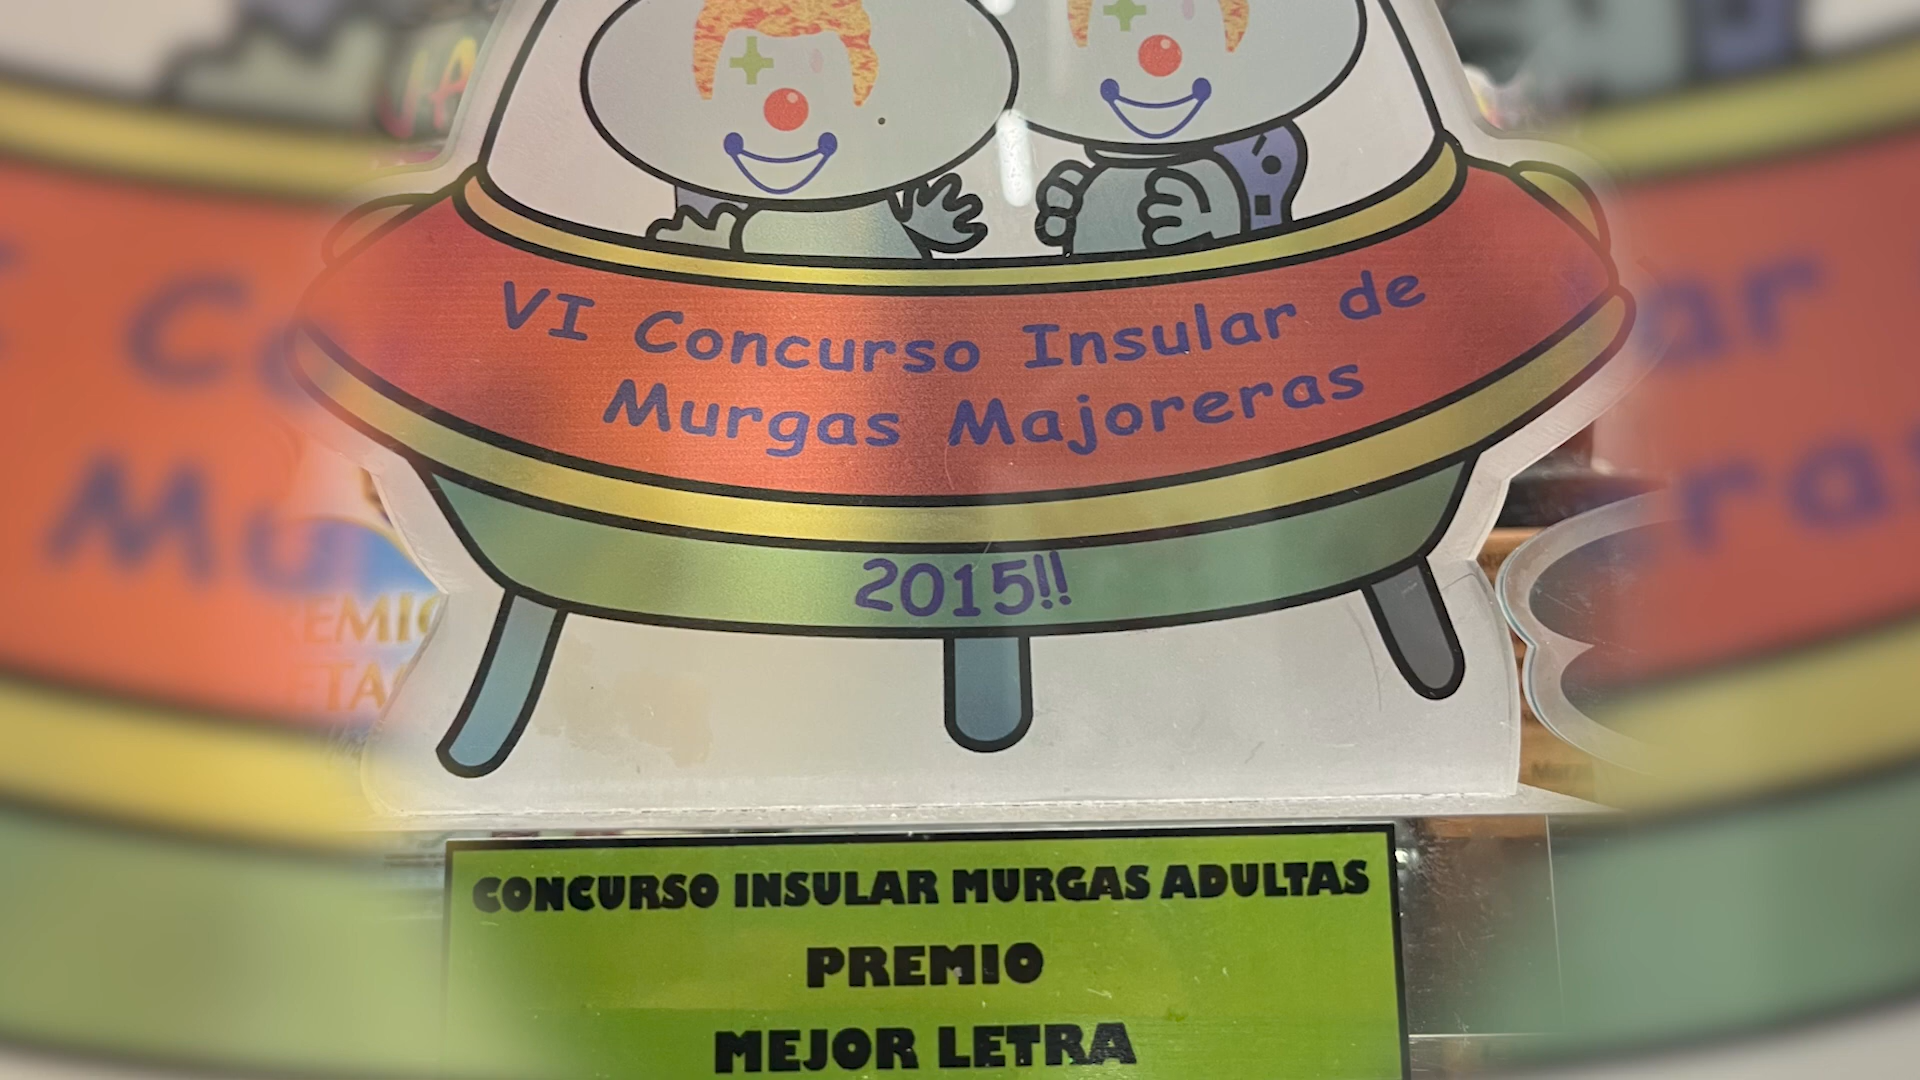 VI Concurso Insular de
Murgas Majoreras
2015!!
CONCURSO INSULAR MURGAS ADULTAS
PREMIO
MEJOR LETRA